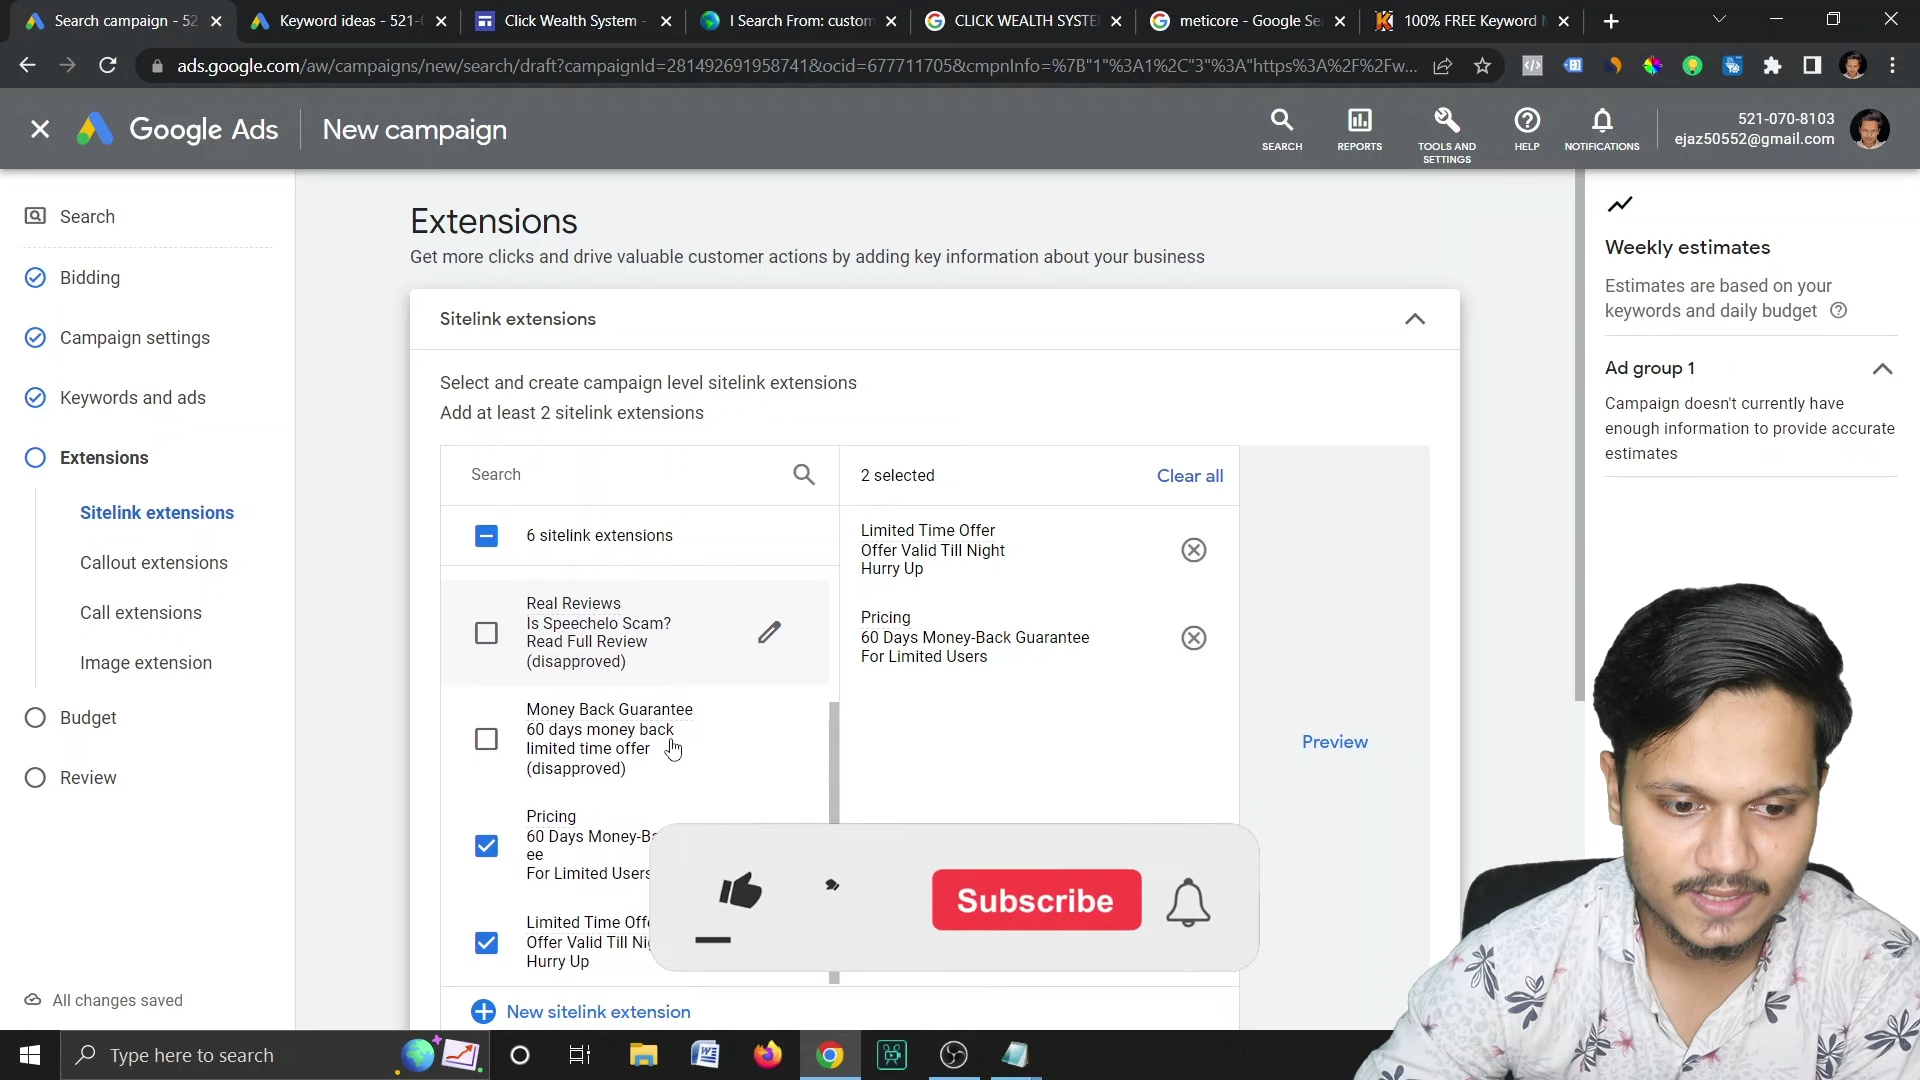 Search campaign - 52
Keyword ideas - 521-
Click Wealth System -
I Search From: custom
CLICK WEALTH SYSTE
meticore - Google Se
100% FREE Keyword
ads.google.com/aw/campaigns/new/search/draft?campaignId=281492691958741&ocid=677711705&cmpnInfo=%7B"1"%3A1%2C"3"%3A"https%3A%2F%2Fw...
Google Ads
New campaign
SEARCH
REPORTS
TOOLS AND
SETTINGS
HELP
NOTIFICATIONS
521-070-8103
ejaz50552@gmail.com
Search
Bidding
Campaign settings
Keywords and ads
Extensions
Sitelink extensions
Callout extensions
Call extensions
Image extension
Budget
Review
All changes saved
Extensions
Get more clicks and drive valuable customer actions by adding key information about your business
Sitelink extensions
Select and create campaign level sitelink extensions
Add at least 2 sitelink extensions
Search
6 sitelink extensions
Real Reviews
Is Speechelo Scam?
Read Full Review
(disapproved)
Money Back Guarantee
60 days money back
limited time offer
(disapproved)
Pricing
60 Days Money-Ba
ee
For Limited Users
Limited Time Offe
Offer Valid Till Nig
Hurry Up
New sitelink extension
2 selected
Clear all
Limited Time Offer
Offer Valid Till Night
Hurry Up
Pricing
60 Days Money-Back Guarantee
For Limited Users
Preview
Weekly estimates
Estimates are based on your
keywords and daily budget
Ad group 1
Campaign doesn't currently have
enough information to provide accurate
estimates
Subscribe
Type here to search